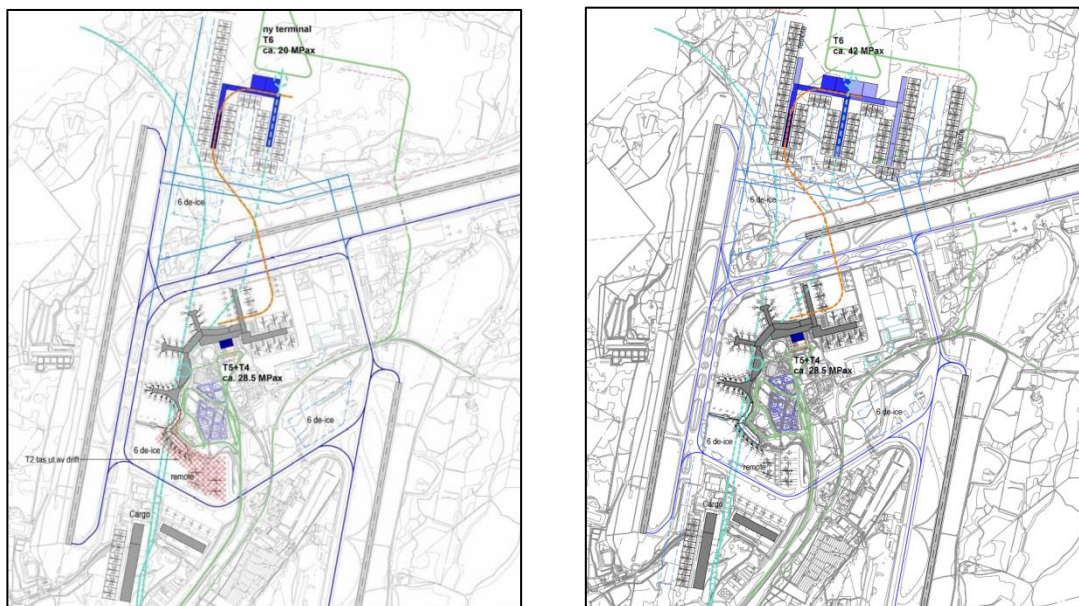 ny terminal
T6
ca. 20 MPax
6 de-ice
T5+T4
ca. 28.5 MPax
6 de-ice
6 de-ice
T2 tas ut av drift
remote
Cargo
remote
T6
ca. 42 MPax
remote
6 de-ice
T5+T4
ca. 28.5 MPax
6 de-ice
6 de-ice
remote
Cargo